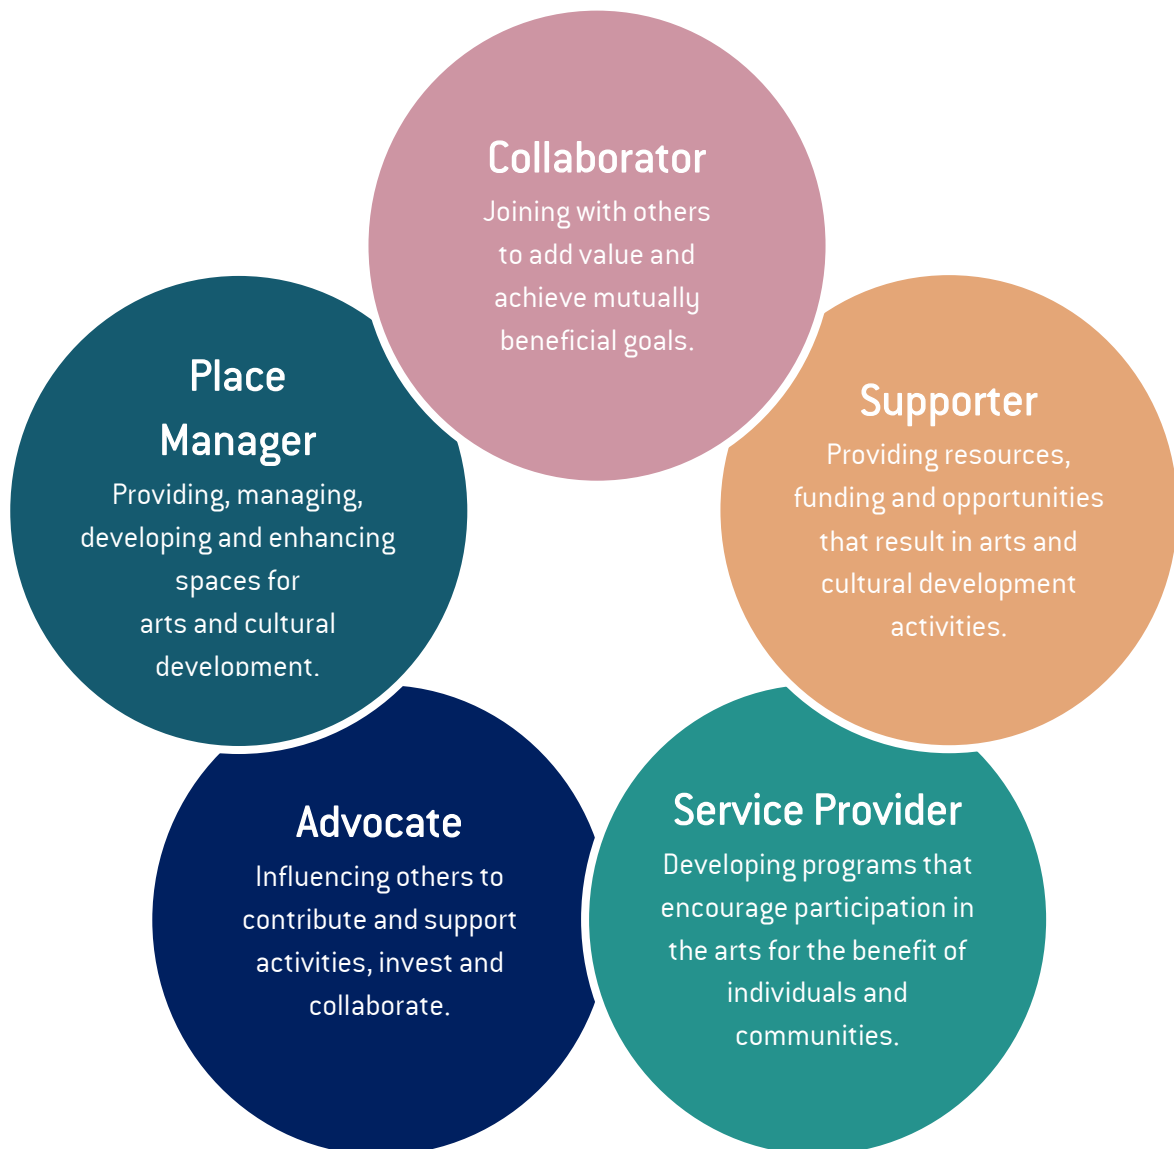 Collaborator
Joining with others
to add value and
achieve mutually
beneficial goals.
Place
Manager
Providing, managing,
developing and enhancing
spaces for
arts and cultural
development.
Supporter
Providing resources,
funding and opportunities
that result in arts and
cultural development
activities.
Advocate
Influencing others to
contribute and support
activities, invest and
collaborate.
Service Provider
Developing programs that
encourage participation in
the arts for the benefit of
individuals and
communities.